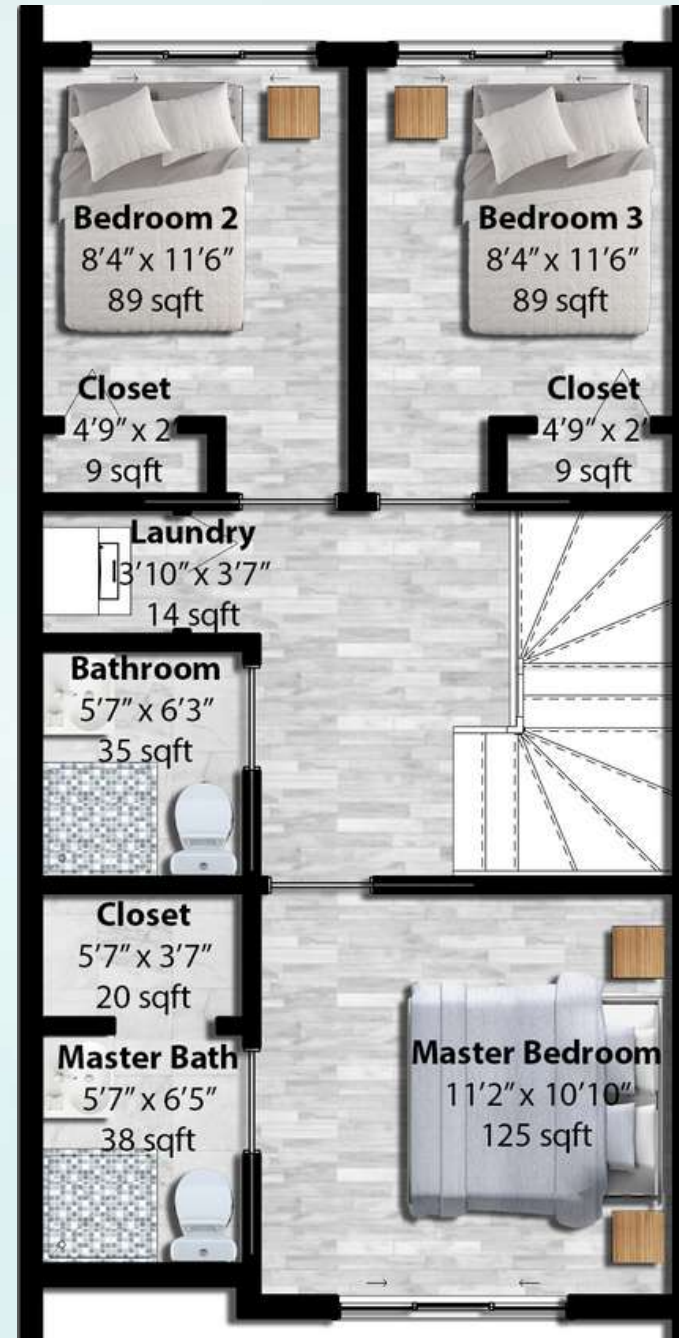 Bedroom 2
8'4" x 11'6"
89 sqft
Bedroom 3
8'4" x 11'6"
89 sqft
Closet
4'9" x 2'
9 sqft
Closet
4'9" x 2'
9 sqft
Laundry
3'10" x 3'7"
14 sqft
Bathroom
5'7" x 6'3"
35 sqft
Closet
5'7" x 3'7"
20 sqft
Master Bath
5'7" x 6'5"
38 sqft
Master Bedroom
11'2" x 10'10"
125 sqft